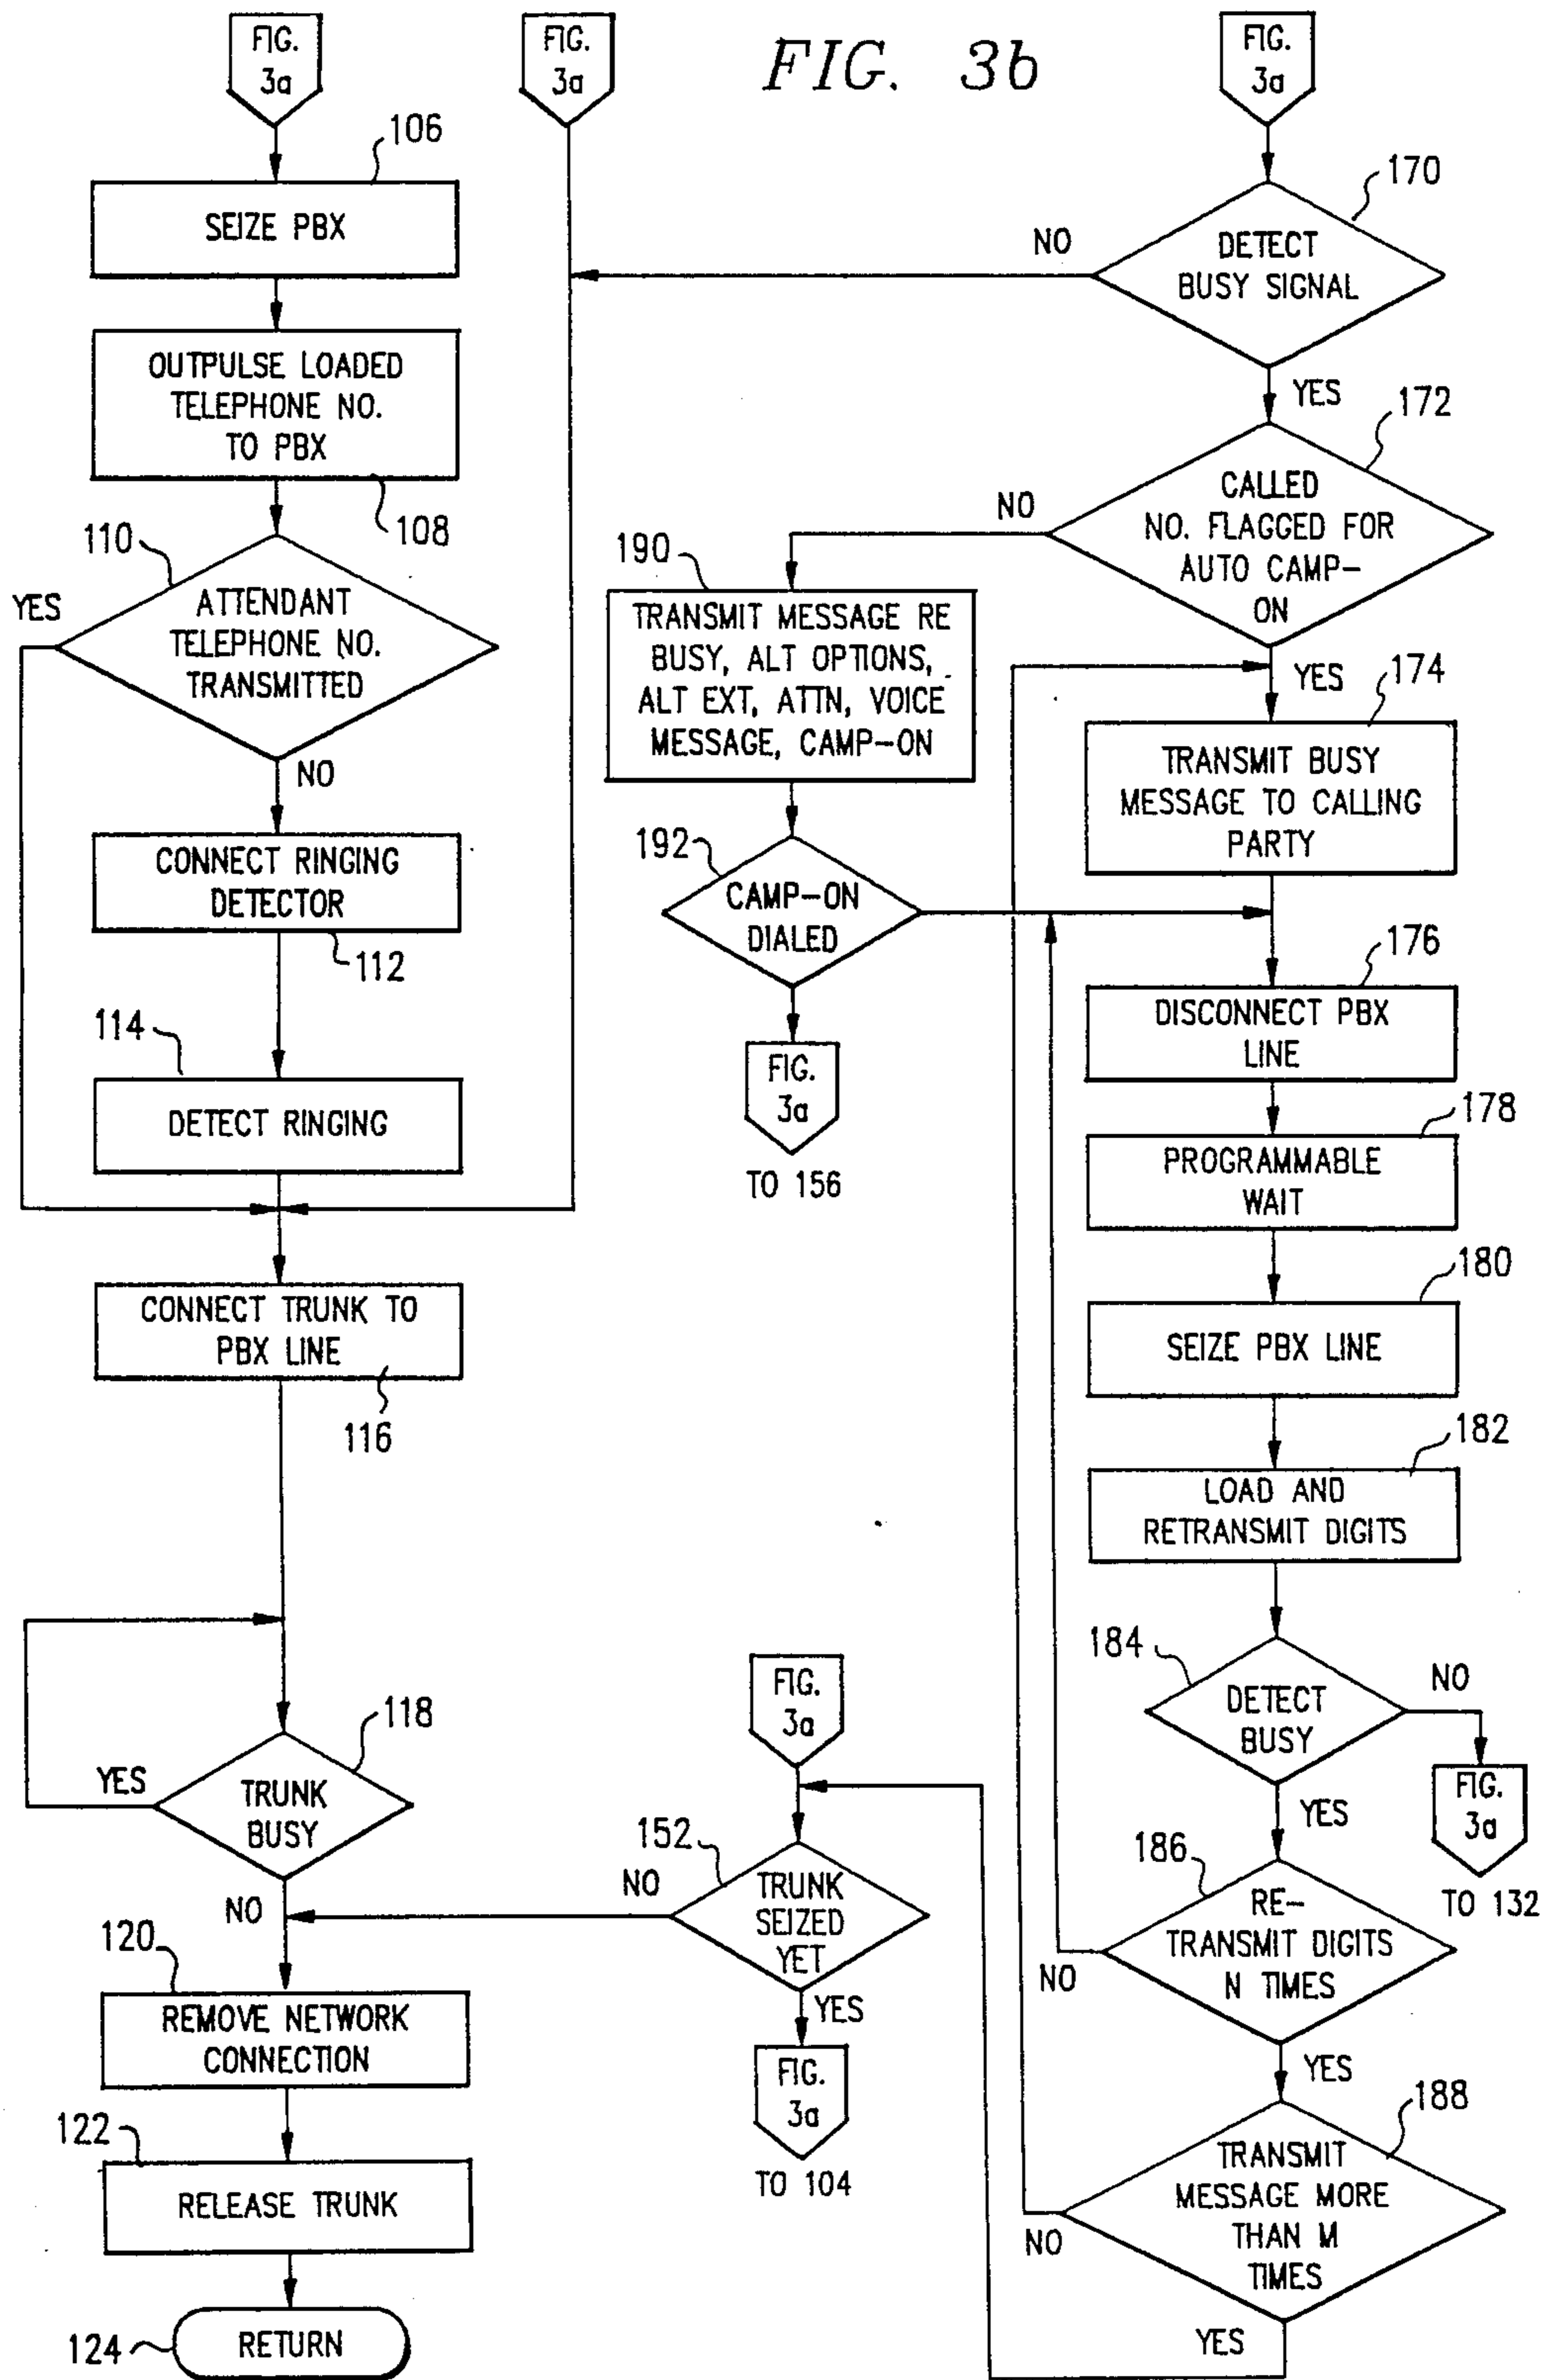 FIG. 3b
FIG.
3a
106
SEIZE PBX
OUTPULSE LOADED
TELEPHONE NO.
TO PBX
108
110
ATTENDANT
TELEPHONE NO.
TRANSMITTED
YES
NO
CONNECT RINGING
DETECTOR
112
114
DETECT RINGING
CONNECT TRUNK TO
PBX LINE
116
118
TRUNK
BUSY
YES
NO
120
REMOVE NETWORK
CONNECTION
122
RELEASE TRUNK
124
RETURN
FIG.
3a
190
TRANSMIT MESSAGE RE
BUSY, ALT OPTIONS,
ALT EXT, ATTN, VOICE
MESSAGE, CAMP-ON
192
CAMP-ON
DIALED
FIG.
3a
TO 156
FIG.
3a
152
TRUNK
SEIZED
YET
NO
YES
FIG.
3a
TO 104
FIG.
3a
170
DETECT
BUSY SIGNAL
NO
YES
172
CALLED
NO. FLAGGED FOR
AUTO CAMP-
ON
NO
YES
174
TRANSMIT BUSY
MESSAGE TO CALLING
PARTY
176
DISCONNECT PBX
LINE
178
PROGRAMMABLE
WAIT
180
SEIZE PBX LINE
182
LOAD AND
RETRANSMIT DIGITS
184
DETECT
BUSY
NO
FIG.
3a
TO 132
YES
186
RE-
TRANSMIT DIGITS
N TIMES
NO
YES
188
TRANSMIT
MESSAGE MORE
THAN M
TIMES
NO
YES